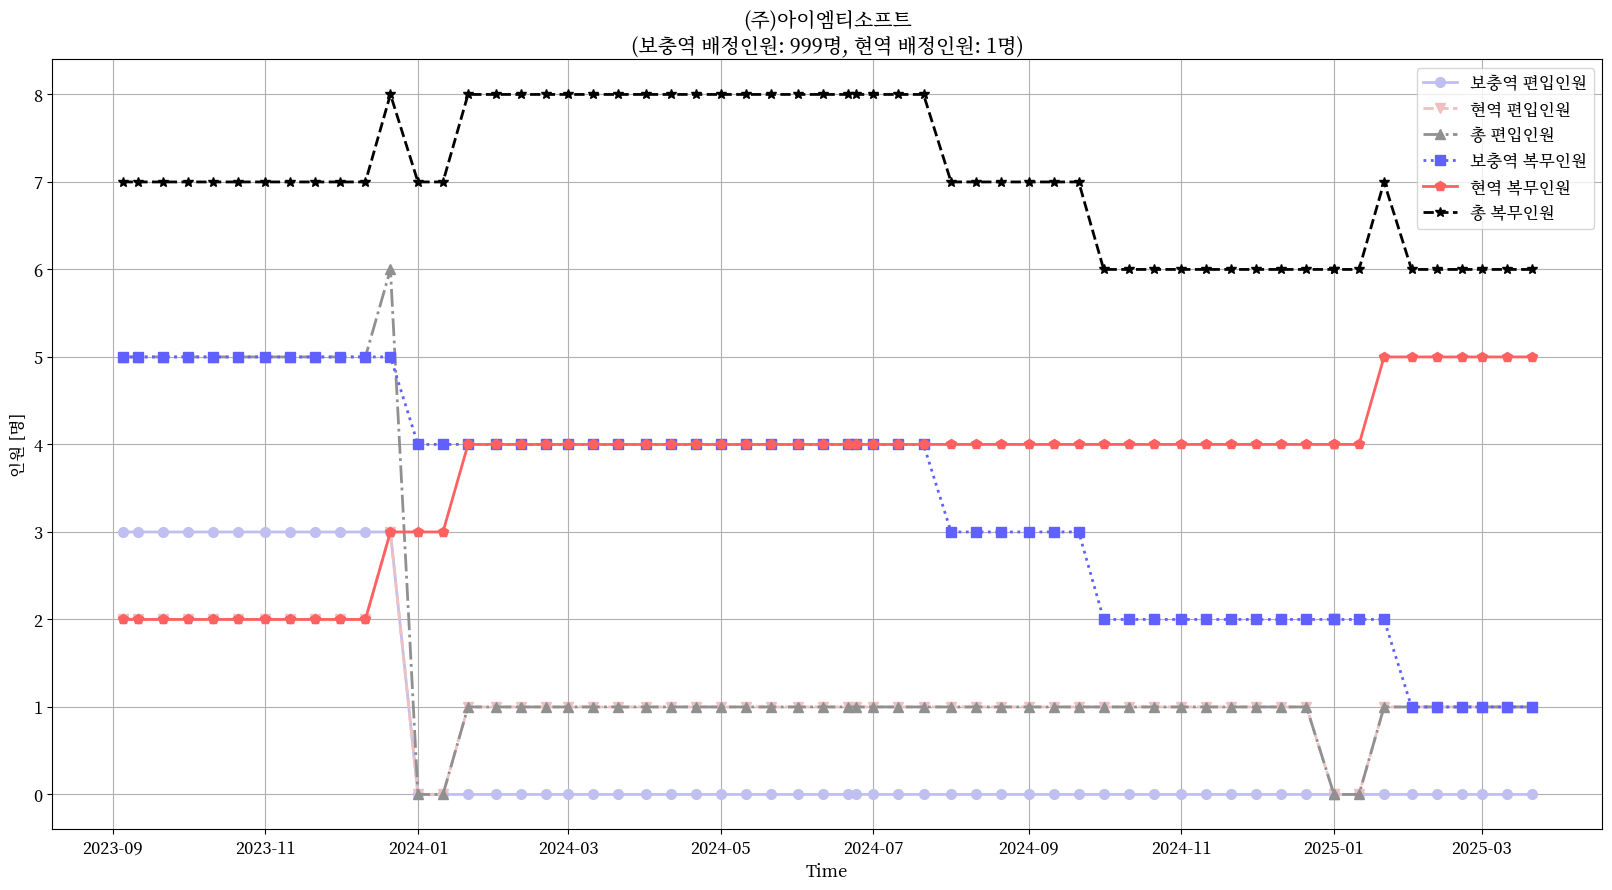 (주)아이엠티소프트
(보충역 배정인원: 999명, 현역 배정인원: 1명)
보충역 편입인원
현역 편입인원
총 편입인원
보충역 복무인원
현역 복무인원
총 복무인원
인원 [명]
8
7
6
5
4
3
2
1
0
2023-09 2023-11 2024-01 2024-03 2024-05 2024-07 2024-09 2024-11 2025-01 2025-03
Time